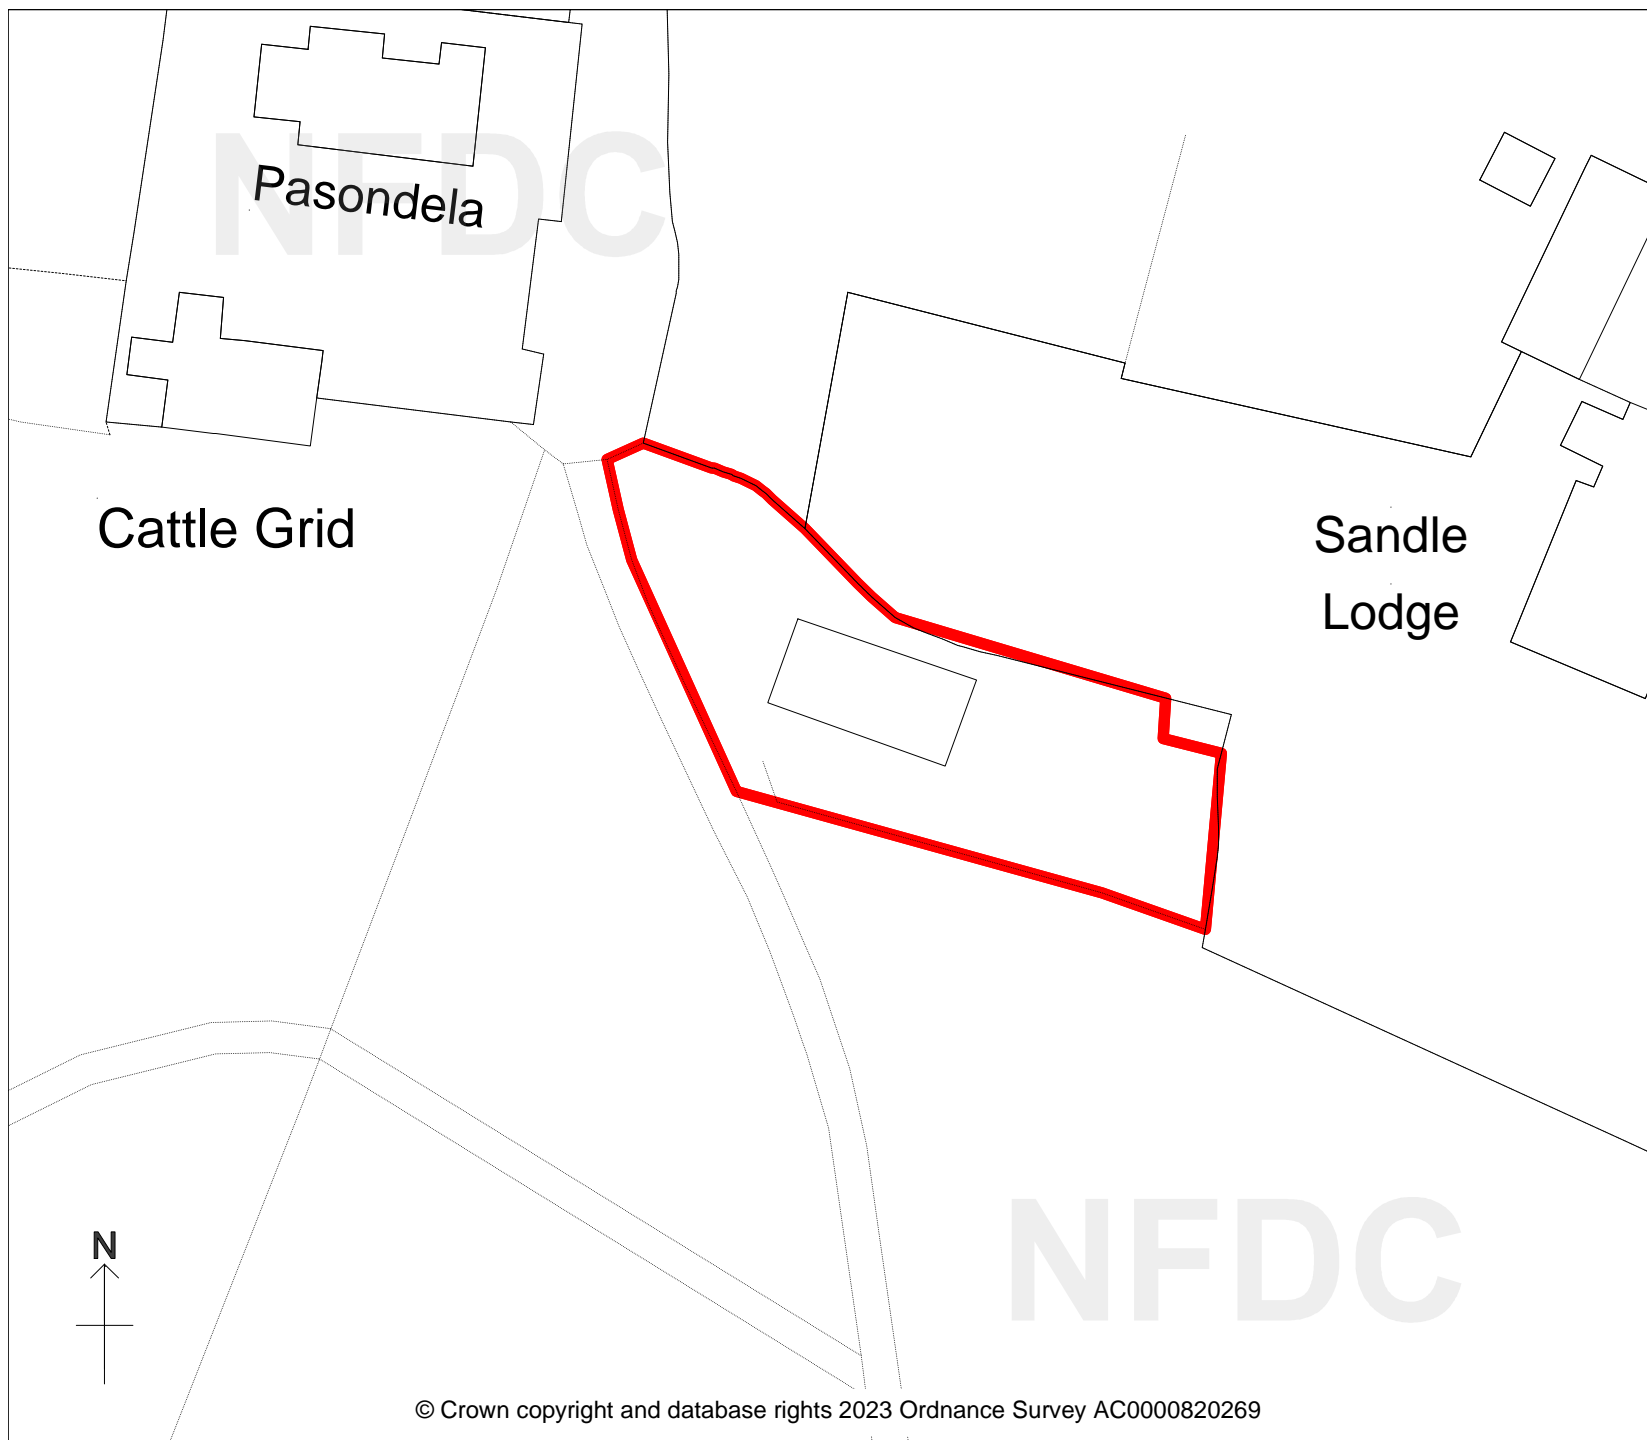 NFDC
Pasondela
Cattle Grid
Sandle
Lodge
NFDC
N
© Crown copyright and database rights 2023 Ordnance Survey AC0000820269